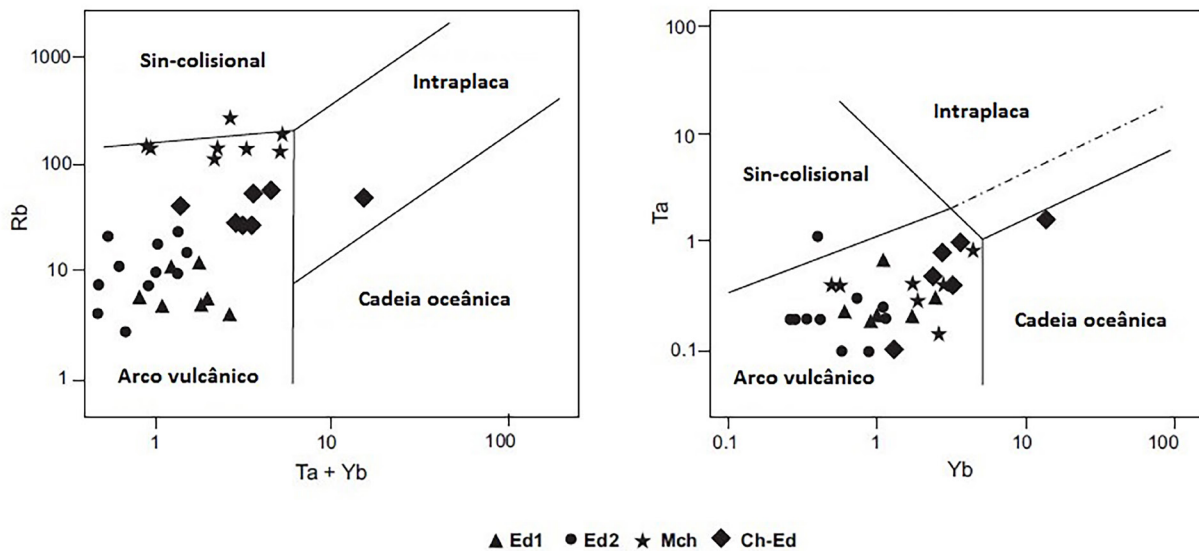 1000
100
10
1
Rb
Sin-colisional
Intraplaca
Cadeia oceânica
Arco vulcânico
1
10
100
Ta + Yb
100
10
1
0.1
Ta
Intraplaca
Sin-colisional
Cadeia oceânica
Arco vulcânico
0.1
1
10
100
Yb
Ed1 Ed2 Mch Ch-Ed